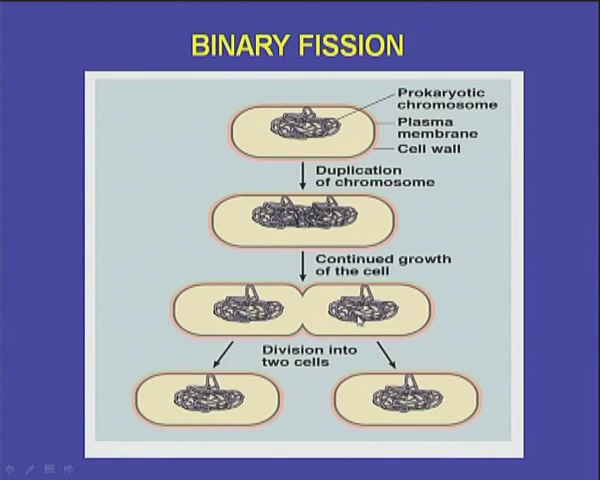 BINARY FISSION
Prokaryotic
chromosome
Plasma
membrane
Cell wall
Duplication
of chromosome
Continued growth
of the cell
Division into
two cells